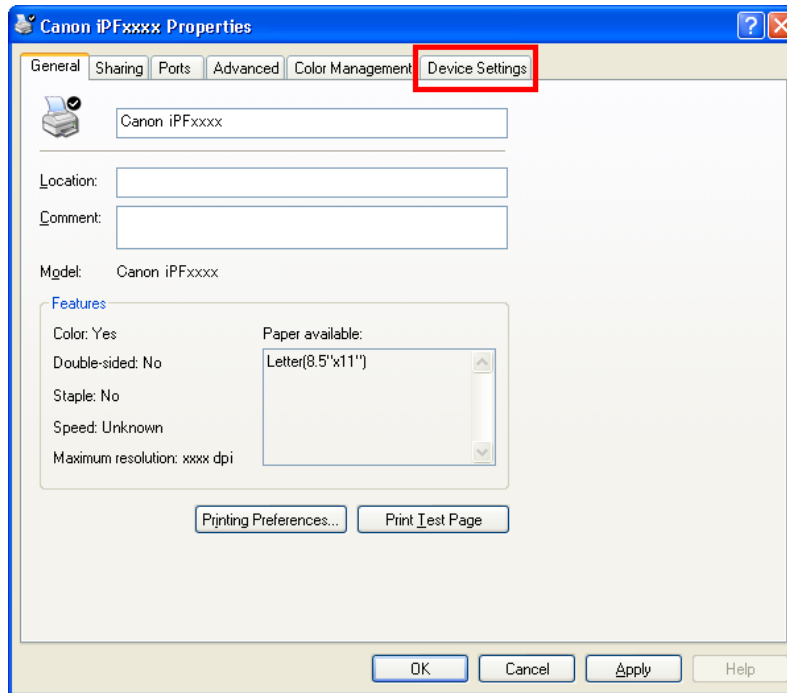 Canon iPFxxxx Properties
General Sharing Ports Advanced Color Management Device Settings
Canon iPFxxxx
Location:
Comment:
Model: Canon iPFxxxx
Features
Color: Yes Paper available:
Double-sided: No Letter(8.5"x11")
Staple: No
Speed: Unknown
Maximum resolution: xxxx dpi
Printing Preferences... Print Test Page
OK Cancel Apply Help